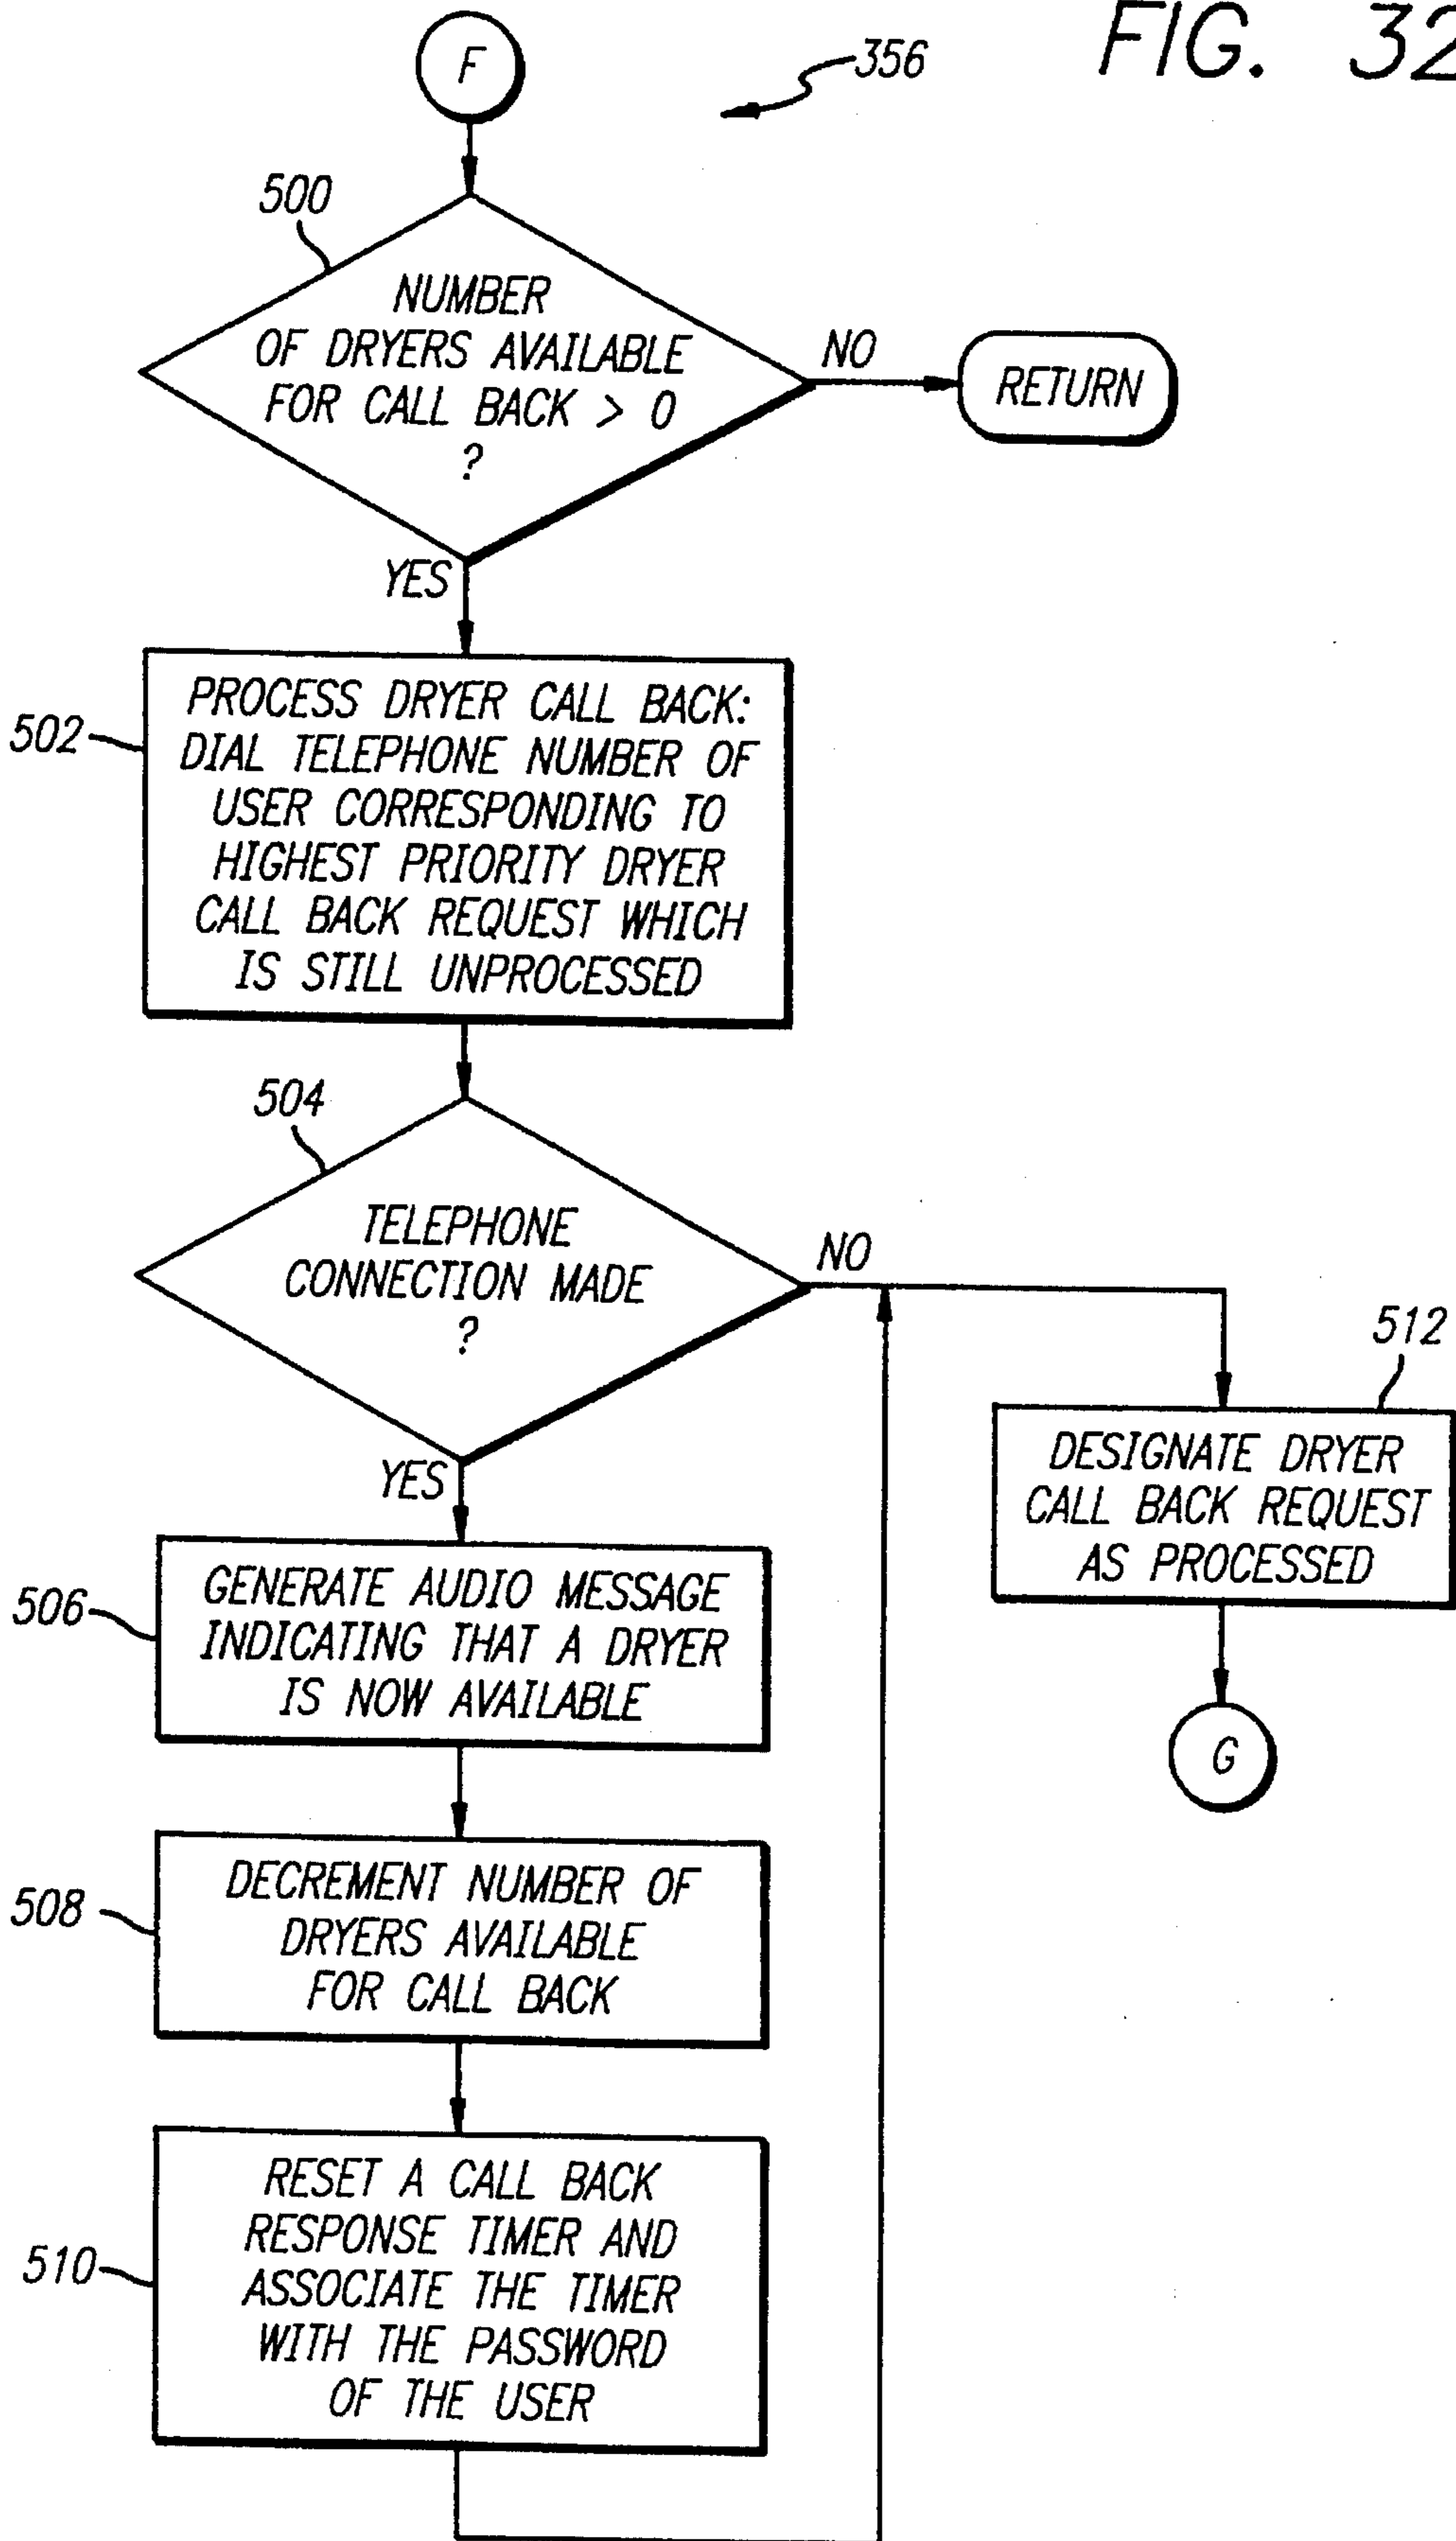 FIG. 32
F
356
500
NUMBER
OF DRYERS AVAILABLE
FOR CALL BACK > 0
?
NO
RETURN
YES
502
PROCESS DRYER CALL BACK:
DIAL TELEPHONE NUMBER OF
USER CORRESPONDING TO
HIGHEST PRIORITY DRYER
CALL BACK REQUEST WHICH
IS STILL UNPROCESSED
504
TELEPHONE
CONNECTION MADE
?
NO
YES
512
DESIGNATE DRYER
CALL BACK REQUEST
AS PROCESSED
G
506
GENERATE AUDIO MESSAGE
INDICATING THAT A DRYER
IS NOW AVAILABLE
508
DECREMENT NUMBER OF
DRYERS AVAILABLE
FOR CALL BACK
510
RESET A CALL BACK
RESPONSE TIMER AND
ASSOCIATE THE TIMER
WITH THE PASSWORD
OF THE USER